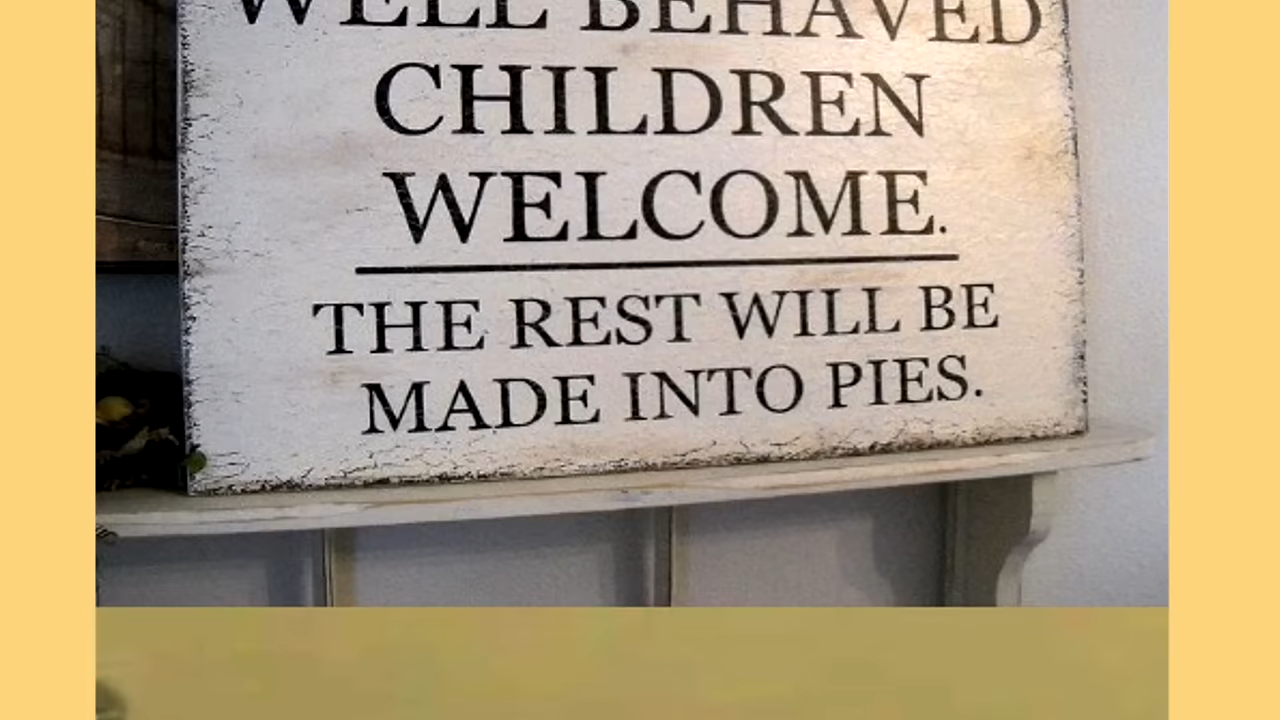 WELL BEHAVED
CHILDREN
WELCOME.
THE REST WILL BE
MADE INTO PIES.